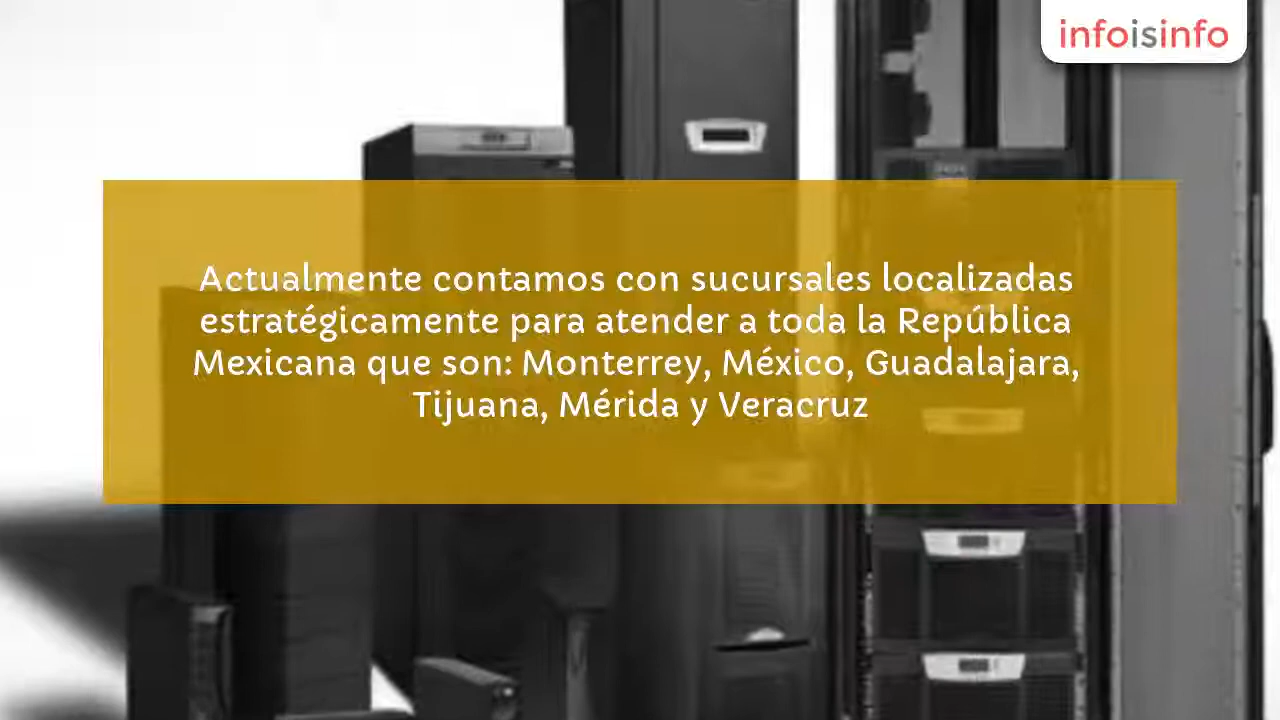 infoisinfo
Actualmente contamos con sucursales localizadas
estratégicamente para atender a toda la República
Mexicana que son: Monterrey, México, Guadalajara,
Tijuana, Mérida y Veracruz